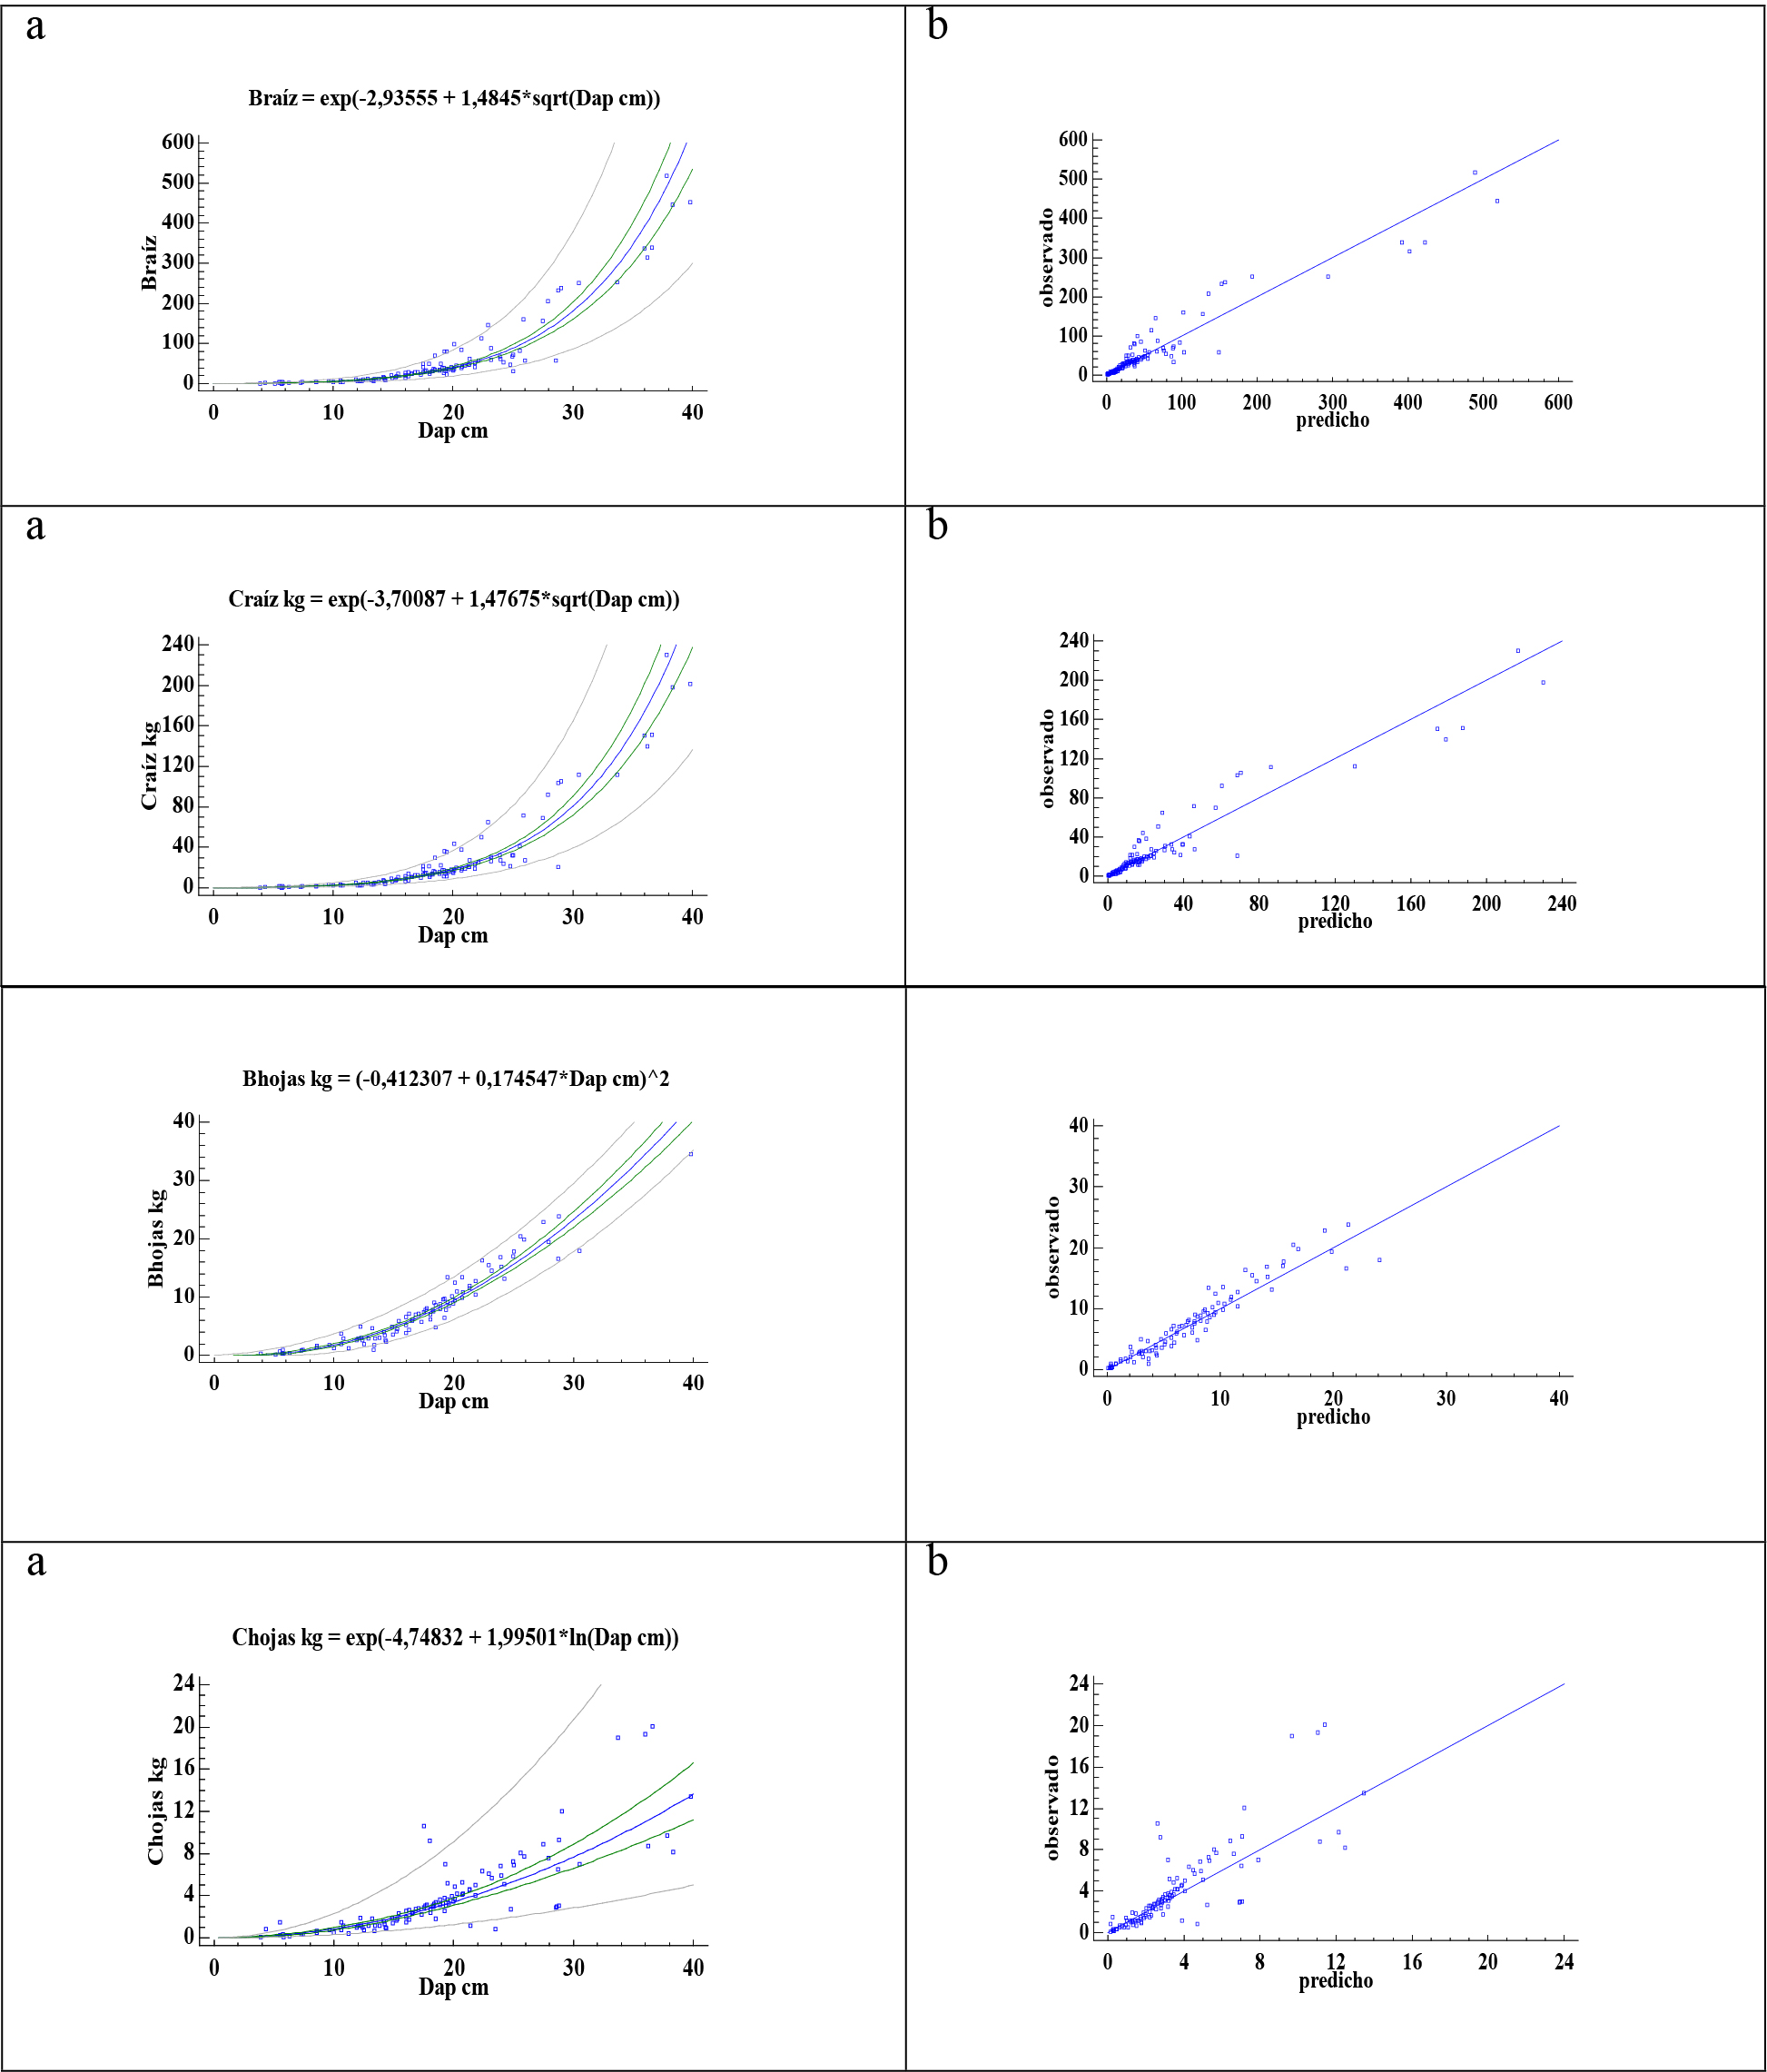 a
b
Braíz = exp(-2,93555 + 1,4845*sqrt(Dap cm))
Braíz
600
500
400
300
200
100
0
0 10 20 30 40
Dap cm
observado
600
500
400
300
200
100
0
0 100 200 300 400 500 600
predicho
a
b
Craíz kg = exp(-3,70087 + 1,47675*sqrt(Dap cm))
Craíz kg
240
200
160
120
80
40
0
0 10 20 30 40
Dap cm
observado
240
200
160
120
80
40
0
0 40 80 120 160 200 240
predicho
Bhojas kg = (-0,412307 + 0,174547*Dap cm)^2
Bhojas kg
40
30
20
10
0
0 10 20 30 40
Dap cm
observado
40
30
20
10
0
0 10 20 30 40
predicho
a
b
Chojas kg = exp(-4,74832 + 1,99501*ln(Dap cm))
Chojas kg
24
20
16
12
8
4
0
0 10 20 30 40
Dap cm
observado
24
20
16
12
8
4
0
0 4 8 12 16 20 24
predicho